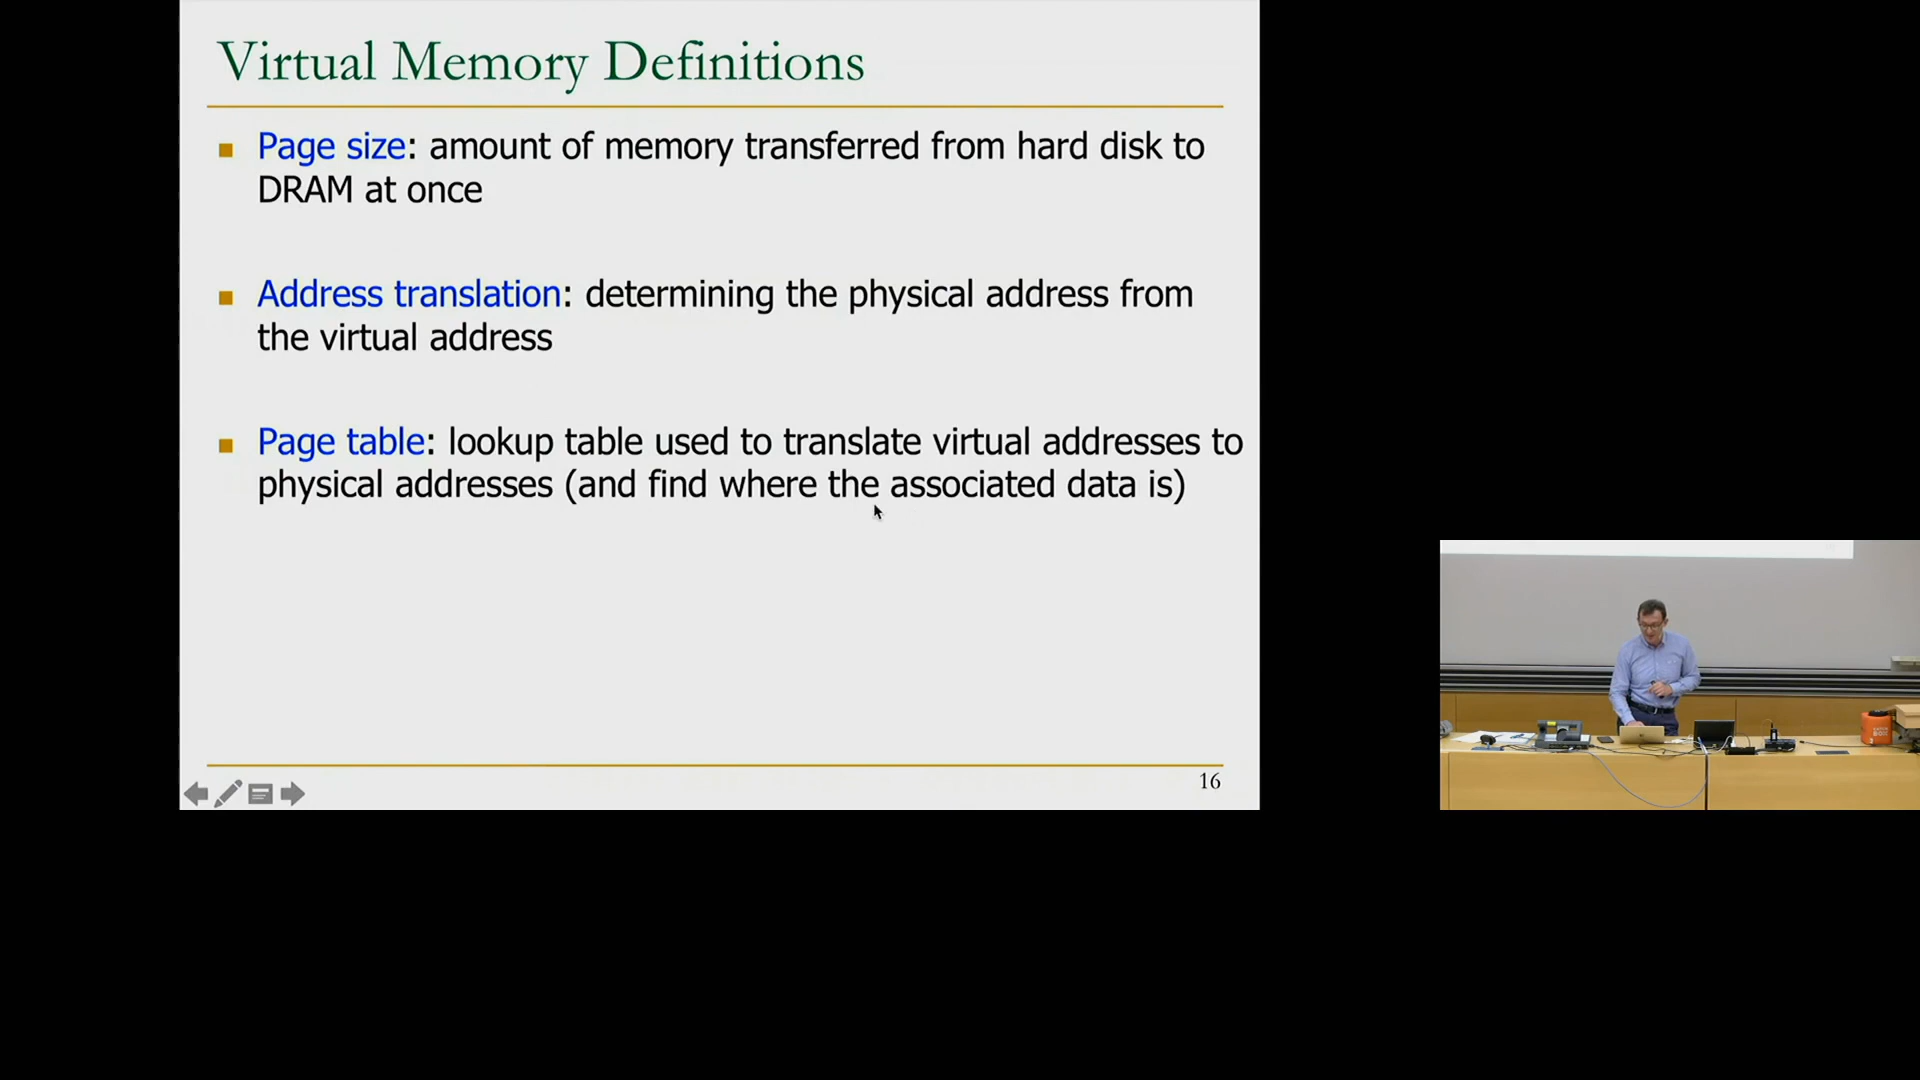 Virtual Memory Definitions
Page size: amount of memory transferred from hard disk to
DRAM at once
Address translation: determining the physical address from
the virtual address
Page table: lookup table used to translate virtual addresses to
physical addresses (and find where the associated data is)
16